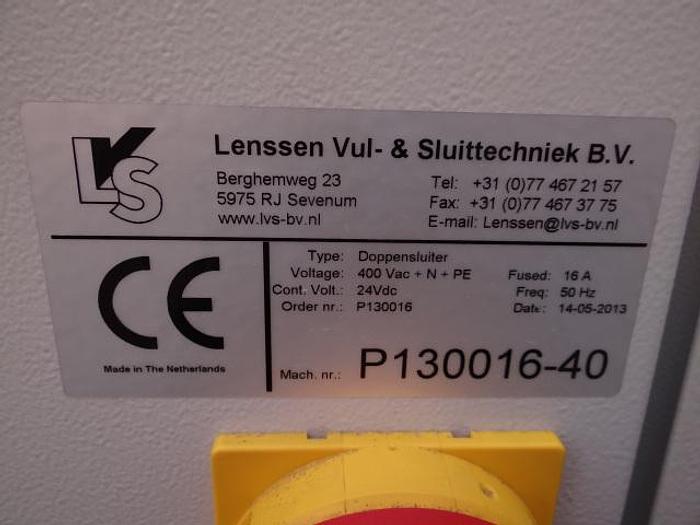 LVS
Lenssen Vul- & Sluittechniek B.V.
Berghemweg 23
5975 RJ Sevenum
www.lvs-bv.nl
Tel: +31 (0)77 467 21 57
Fax: +31 (0)77 467 37 75
E-mail: Lenssen@lvs-bv.nl
CE
Made in The Netherlands
Type: Doppensluiter
Voltage: 400 Vac + N + PE Fused: 16 A
Cont. Volt.: 24Vdc Freq: 50 Hz
Order nr.: P130016 Date: 14-05-2013
Mach. nr.: P130016-40